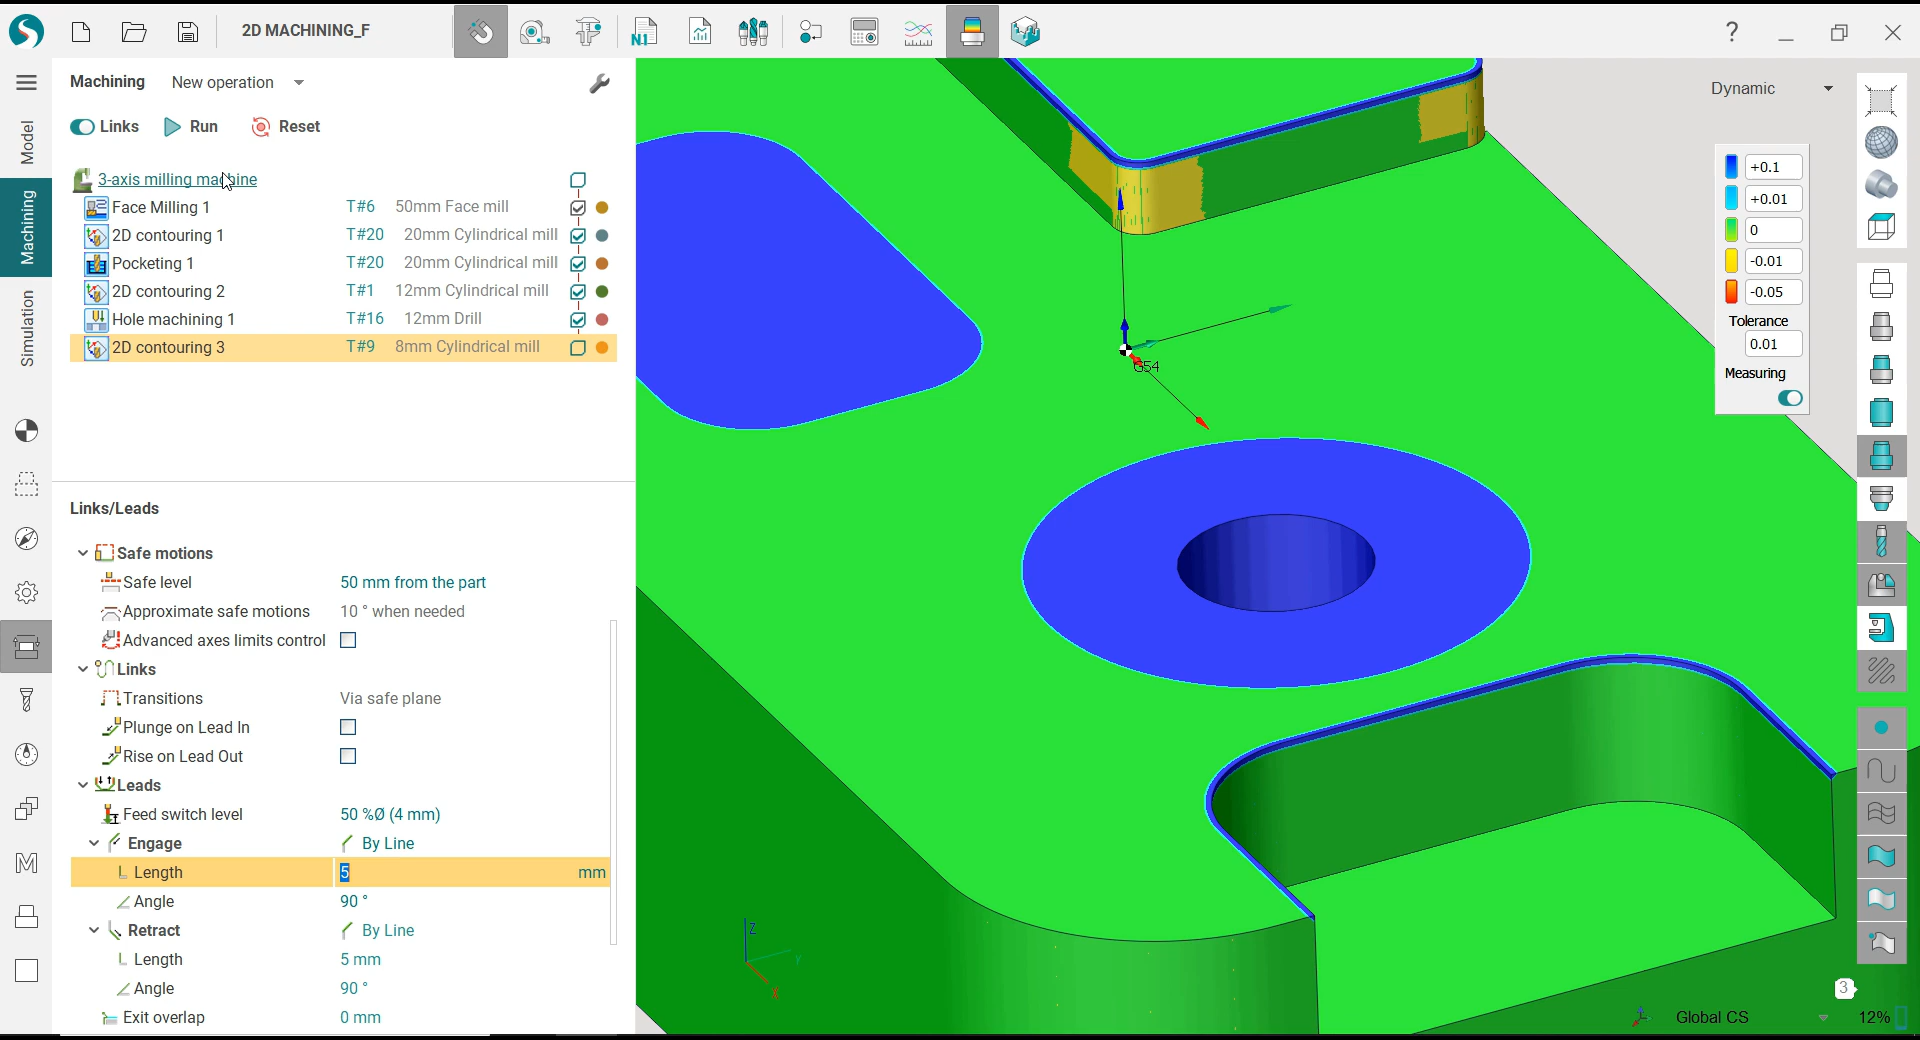 2D MACHINING_F
N1
?
Machining New operation
Links Run Reset
Model
Machining
Simulation
3-axis milling machine
Face Milling 1 T#6 50mm Face mill
2D contouring 1 T#20 20mm Cylindrical mill
Pocketing 1 T#20 20mm Cylindrical mill
2D contouring 2 T#1 12mm Cylindrical mill
Hole machining 1 T#16 12mm Drill
2D contouring 3 T#9 8mm Cylindrical mill
Links/Leads
Safe motions
Safe level 50 mm from the part
Approximate safe motions 10 ° when needed
Advanced axes limits control
Links
Transitions Via safe plane
Plunge on Lead In
Rise on Lead Out
Leads
Feed switch level 50 %Ø (4 mm)
Engage By Line
Length 5 mm
Angle 90 °
Retract By Line
Length 5 mm
Angle 90 °
Exit overlap 0 mm
Dynamic
+0.1
+0.01
0
-0.01
-0.05
Tolerance
0.01
Measuring
G54
Z
Y
X
3
Global CS
12%